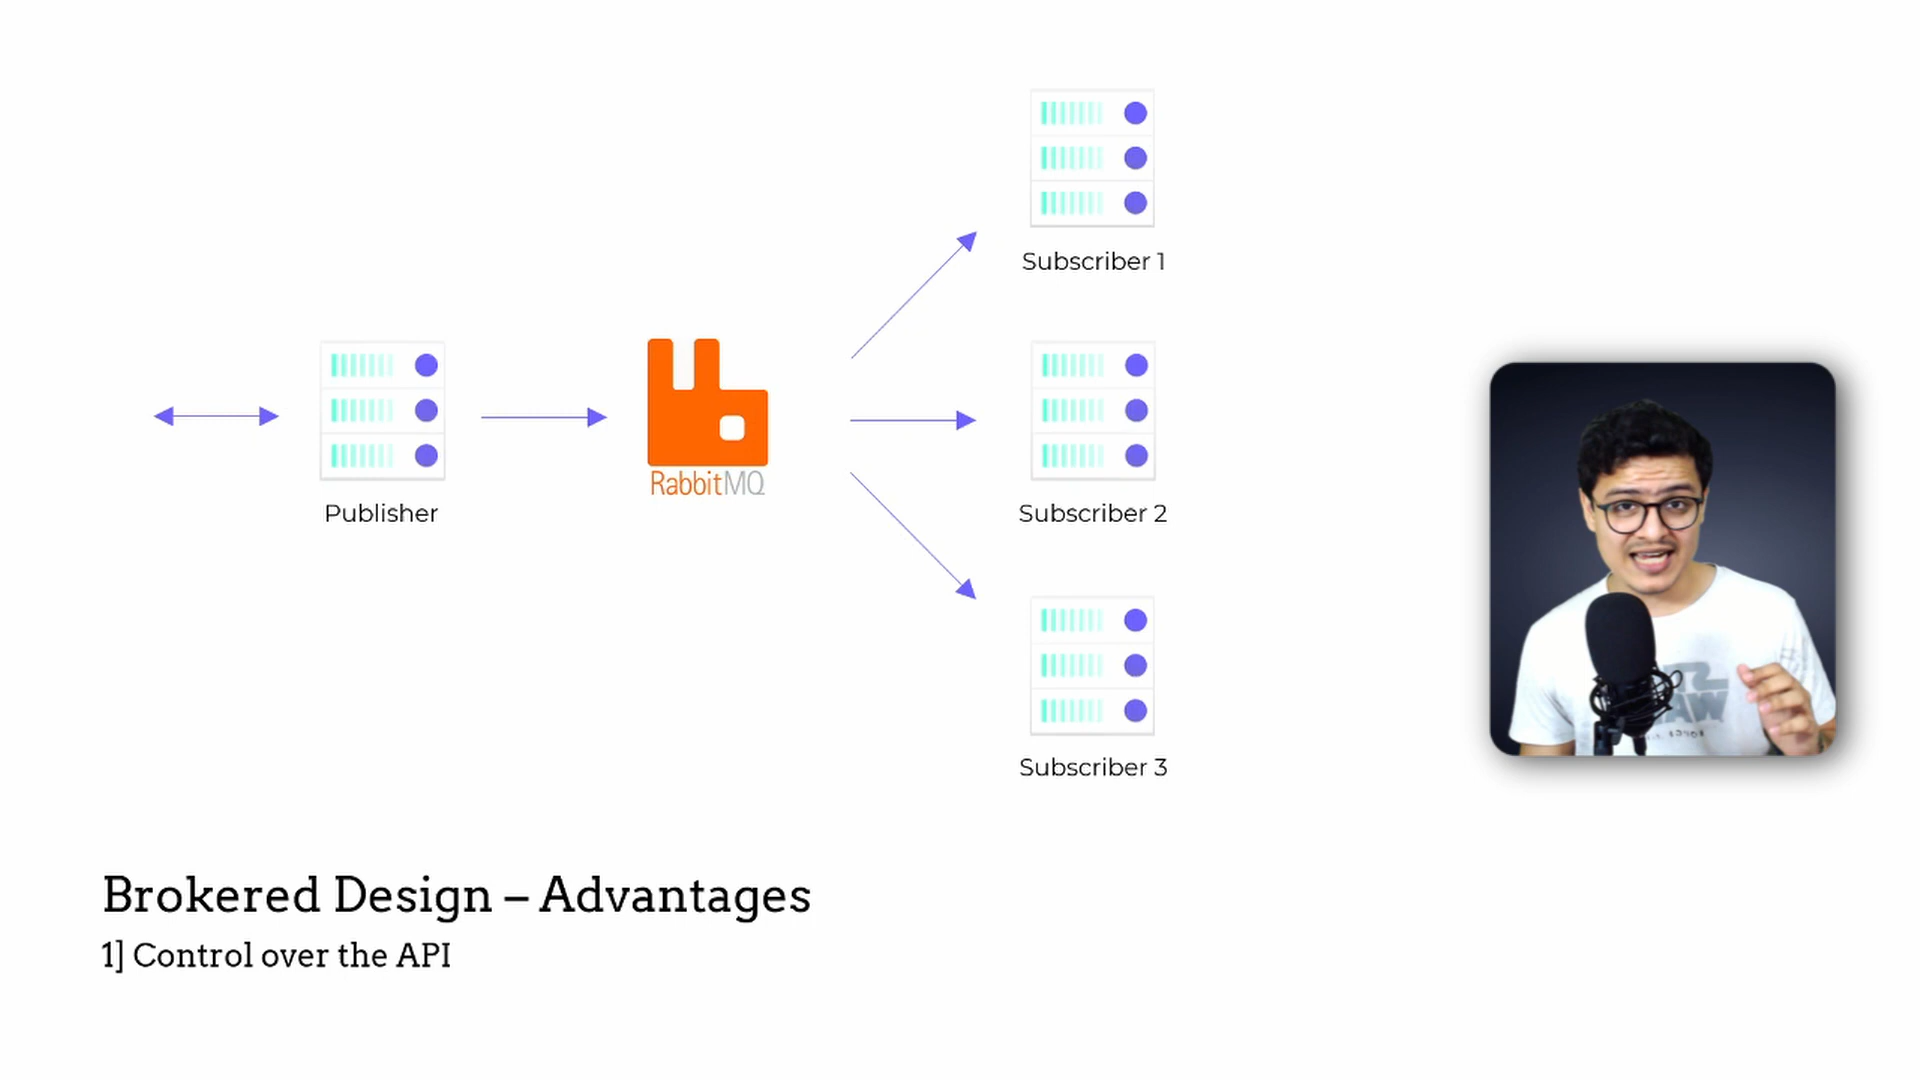 Subscriber 1
Publisher
RabbitMQ
Subscriber 2
Subscriber 3
Brokered Design – Advantages
1] Control over the API